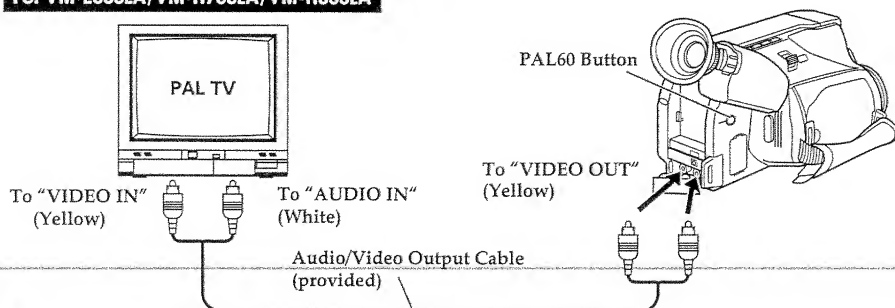 PAL TV
PAL60 Button
To "VIDEO IN"
(Yellow)
To "AUDIO IN"
(White)
To "VIDEO OUT"
(Yellow)
Audio/Video Output Cable
(provided)